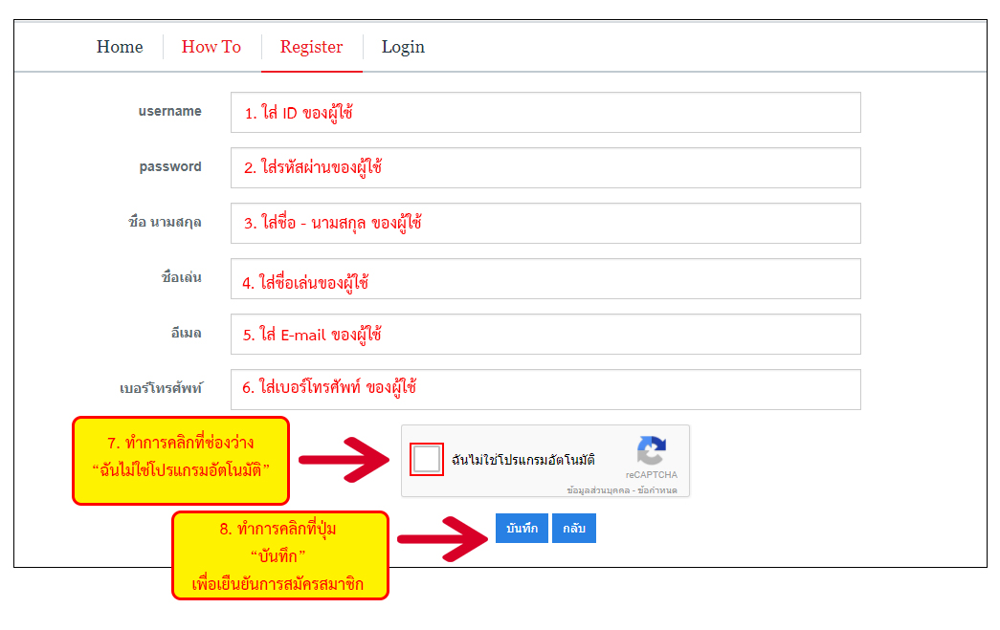 Home How To Register Login
username 1. ใส่ ID ของผู้ใช้
password 2. ใส่รหัสผ่านของผู้ใช้
ชื่อ นามสกุล 3. ใส่ชื่อ - นามสกุล ของผู้ใช้
ชื่อเล่น 4. ใส่ชื่อเล่นของผู้ใช้
อีเมล 5. ใส่ E-mail ของผู้ใช้
เบอร์โทรศัพท์ 6. ใส่เบอร์โทรศัพท์ ของผู้ใช้
7. ทำการคลิกที่ช่องว่าง
“ฉันไม่ใช่โปรแกรมอัตโนมัติ”
ฉันไม่ใช่โปรแกรมอัตโนมัติ
reCAPTCHA
ข้อมูลส่วนบุคคล - ข้อกำหนด
8. ทำการคลิกที่ปุ่ม
“บันทึก”
เพื่อเยืนยันการสมัครสมาชิก
บันทึก กลับ